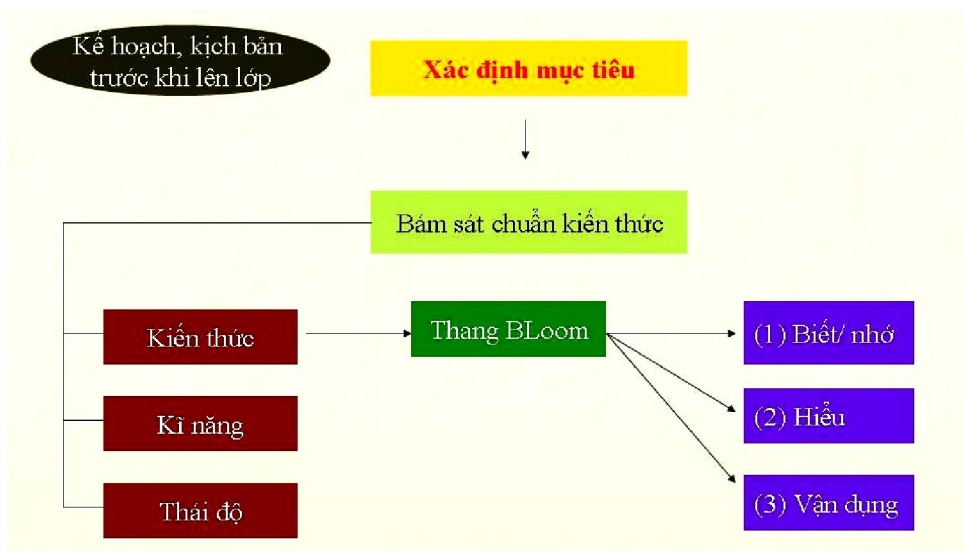 Kế hoạch, kịch bản
trước khi lên lớp
Xác định mục tiêu
Bám sát chuẩn kiến thức
Kiến thức
Thang BLoom
(1) Biết/ nhớ
Kĩ năng
(2) Hiểu
Thái độ
(3) Vận dụng